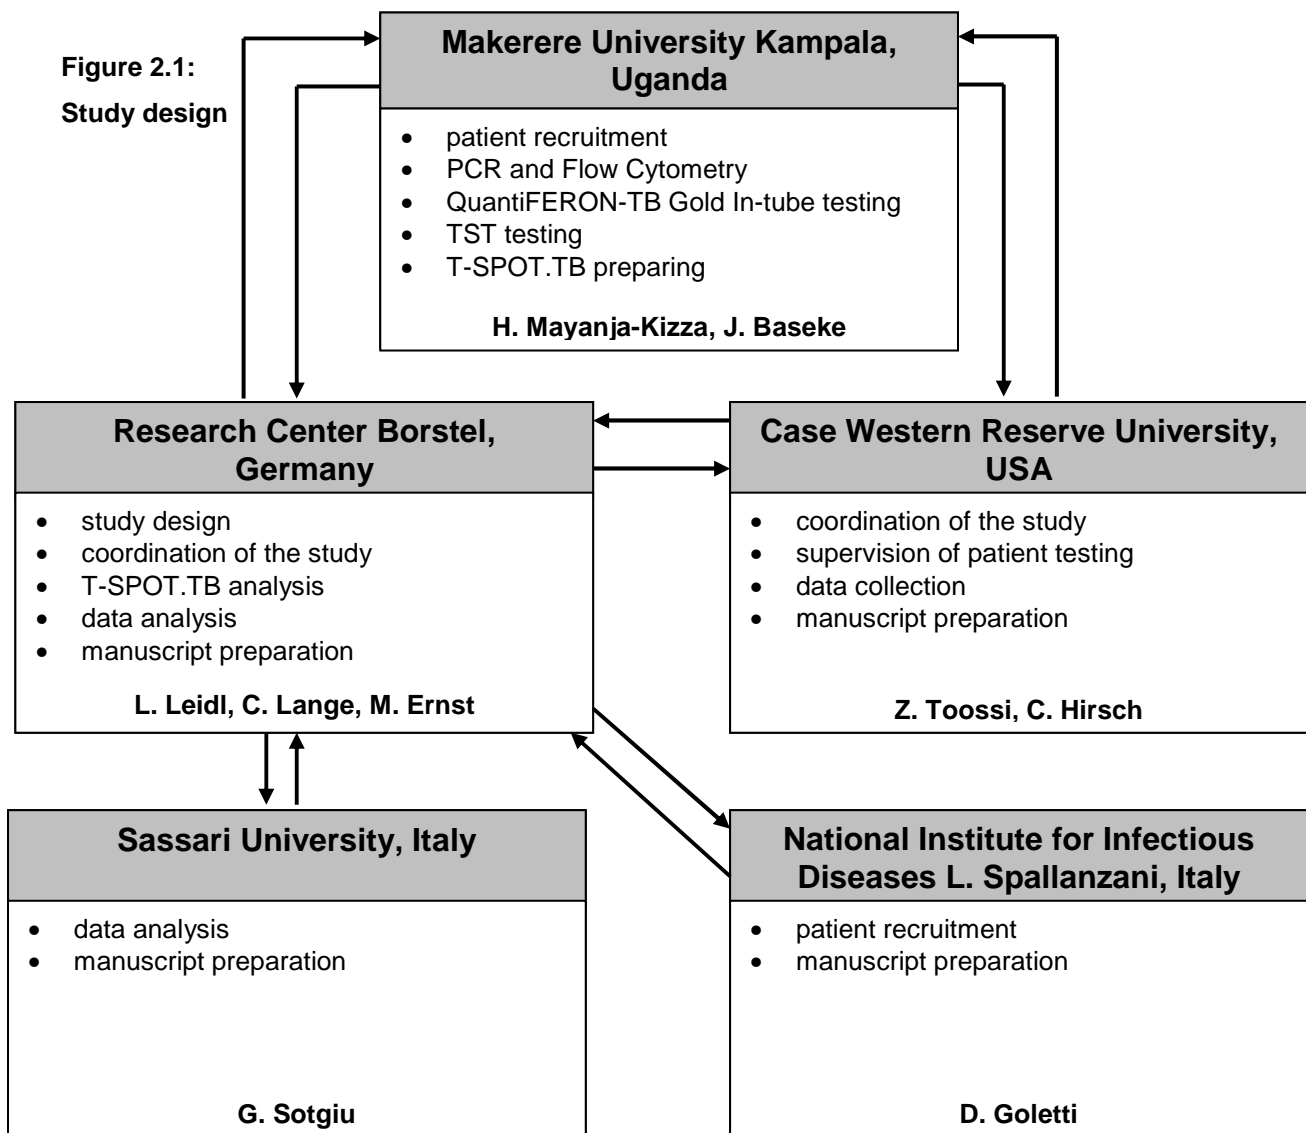 Figure 2.1:
Study design
Makerere University Kampala,
Uganda
• patient recruitment
• PCR and Flow Cytometry
• QuantiFERON-TB Gold In-tube testing
• TST testing
• T-SPOT.TB preparing
H. Mayanja-Kizza, J. Baseke
Research Center Borstel,
Germany
• study design
• coordination of the study
• T-SPOT.TB analysis
• data analysis
• manuscript preparation
L. Leidl, C. Lange, M. Ernst
Case Western Reserve University,
USA
• coordination of the study
• supervision of patient testing
• data collection
• manuscript preparation
Z. Toossi, C. Hirsch
Sassari University, Italy
• data analysis
• manuscript preparation
G. Sotgiu
National Institute for Infectious
Diseases L. Spallanzani, Italy
• patient recruitment
• manuscript preparation
D. Goletti